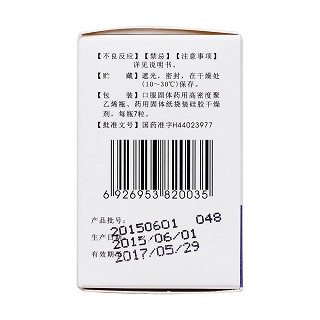 【不良反应】【禁忌】【注意事项】
详见说明书。
【贮 藏】遮光，密封，在干燥处
(10～30℃)保存。
【包 装】口服固体药用高密度聚
乙烯瓶、药用固体纸袋装硅胶干燥
剂，每瓶7粒。
【批准文号】国药准字H44023977
6 926953 820035
产品批号: 20150601 048
生产日期: 2015/06/01
有效期至: 2017/05/29